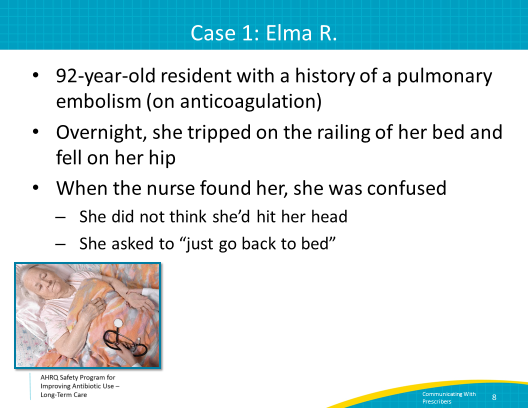 Case 1: Elma R.
• 92-year-old resident with a history of a pulmonary
embolism (on anticoagulation)
• Overnight, she tripped on the railing of her bed and
fell on her hip
• When the nurse found her, she was confused
– She did not think she’d hit her head
– She asked to “just go back to bed”
AHRQ Safety Program for
Improving Antibiotic Use –
Long-Term Care
Communicating With
Prescribers
8